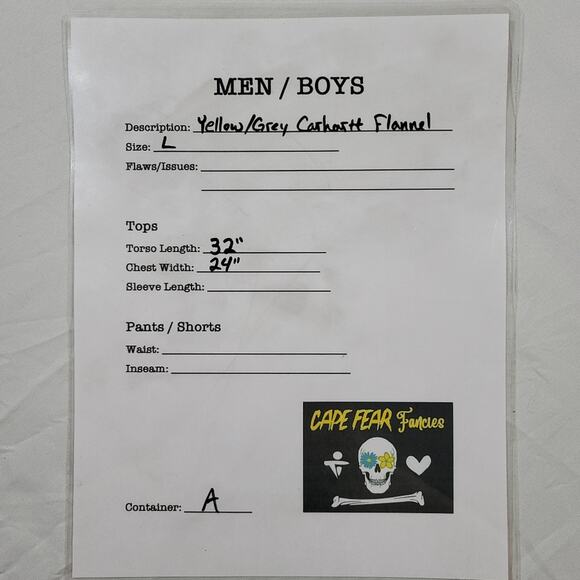 MEN / BOYS
Description: Yellow/Grey Carhartt Flannel
Size: L
Flaws/Issues:
Tops
Torso Length: 32"
Chest Width: 24"
Sleeve Length:
Pants / Shorts
Waist:
Inseam:
CAPE FEAR Fancies
Container: A